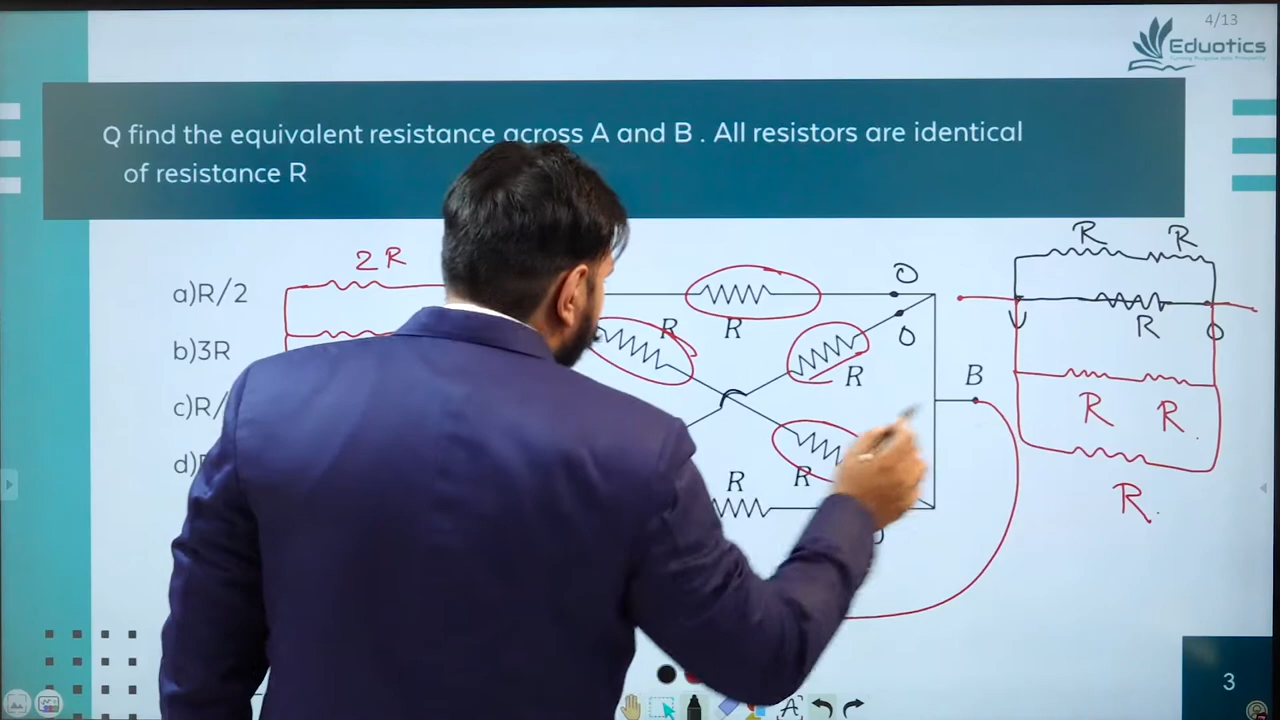 4/13
Eduotics
Q find the equivalent resistance across A and B . All resistors are identical
of resistance R
a)R/2
b)3R
c)R/
d)
2R
R
R
R
R
R
B
O
O
R
R
R
V
O
R
R
R.
3